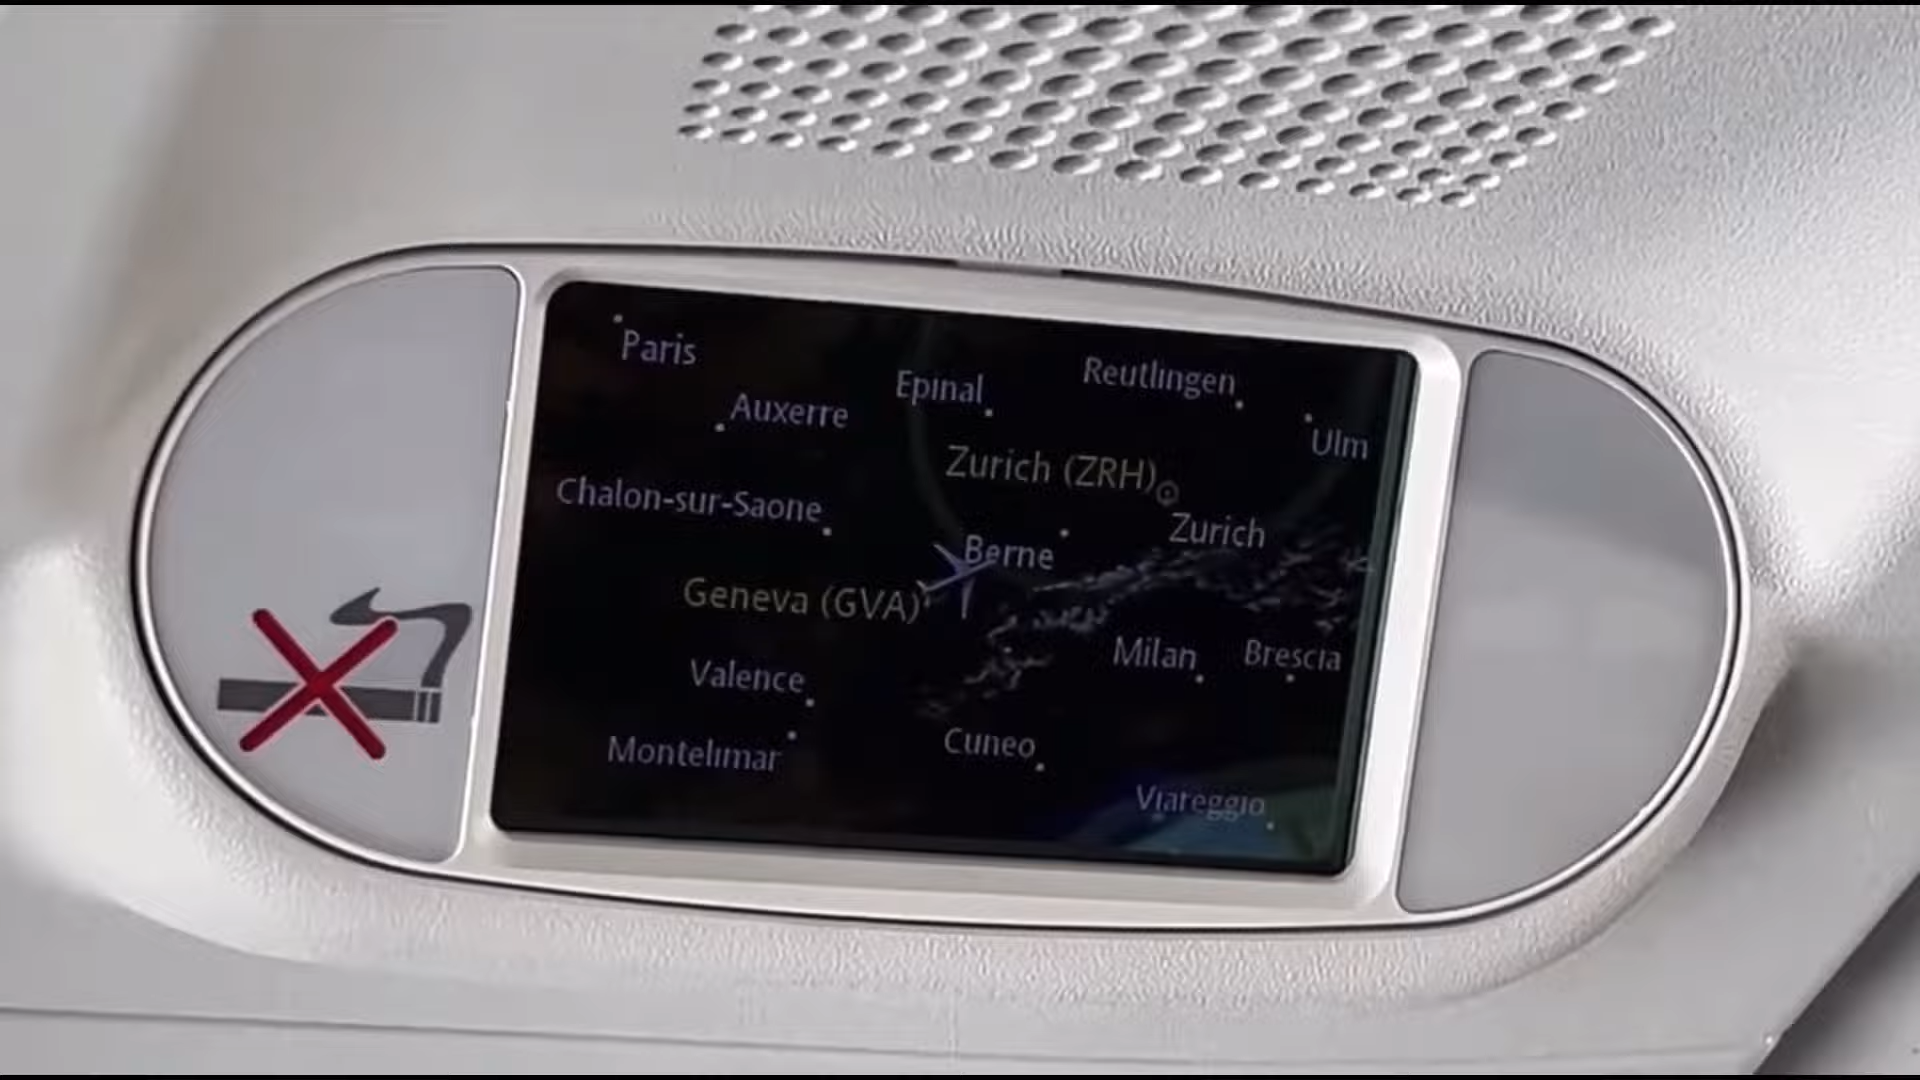 Paris
Reutlingen
Epinal
Auxerre
Ulm
Zurich (ZRH)
Chalon-sur-Saone
Zurich
Berne
Geneva (GVA)
Milan
Brescia
Valence
Cuneo
Montelimar
Viareggio